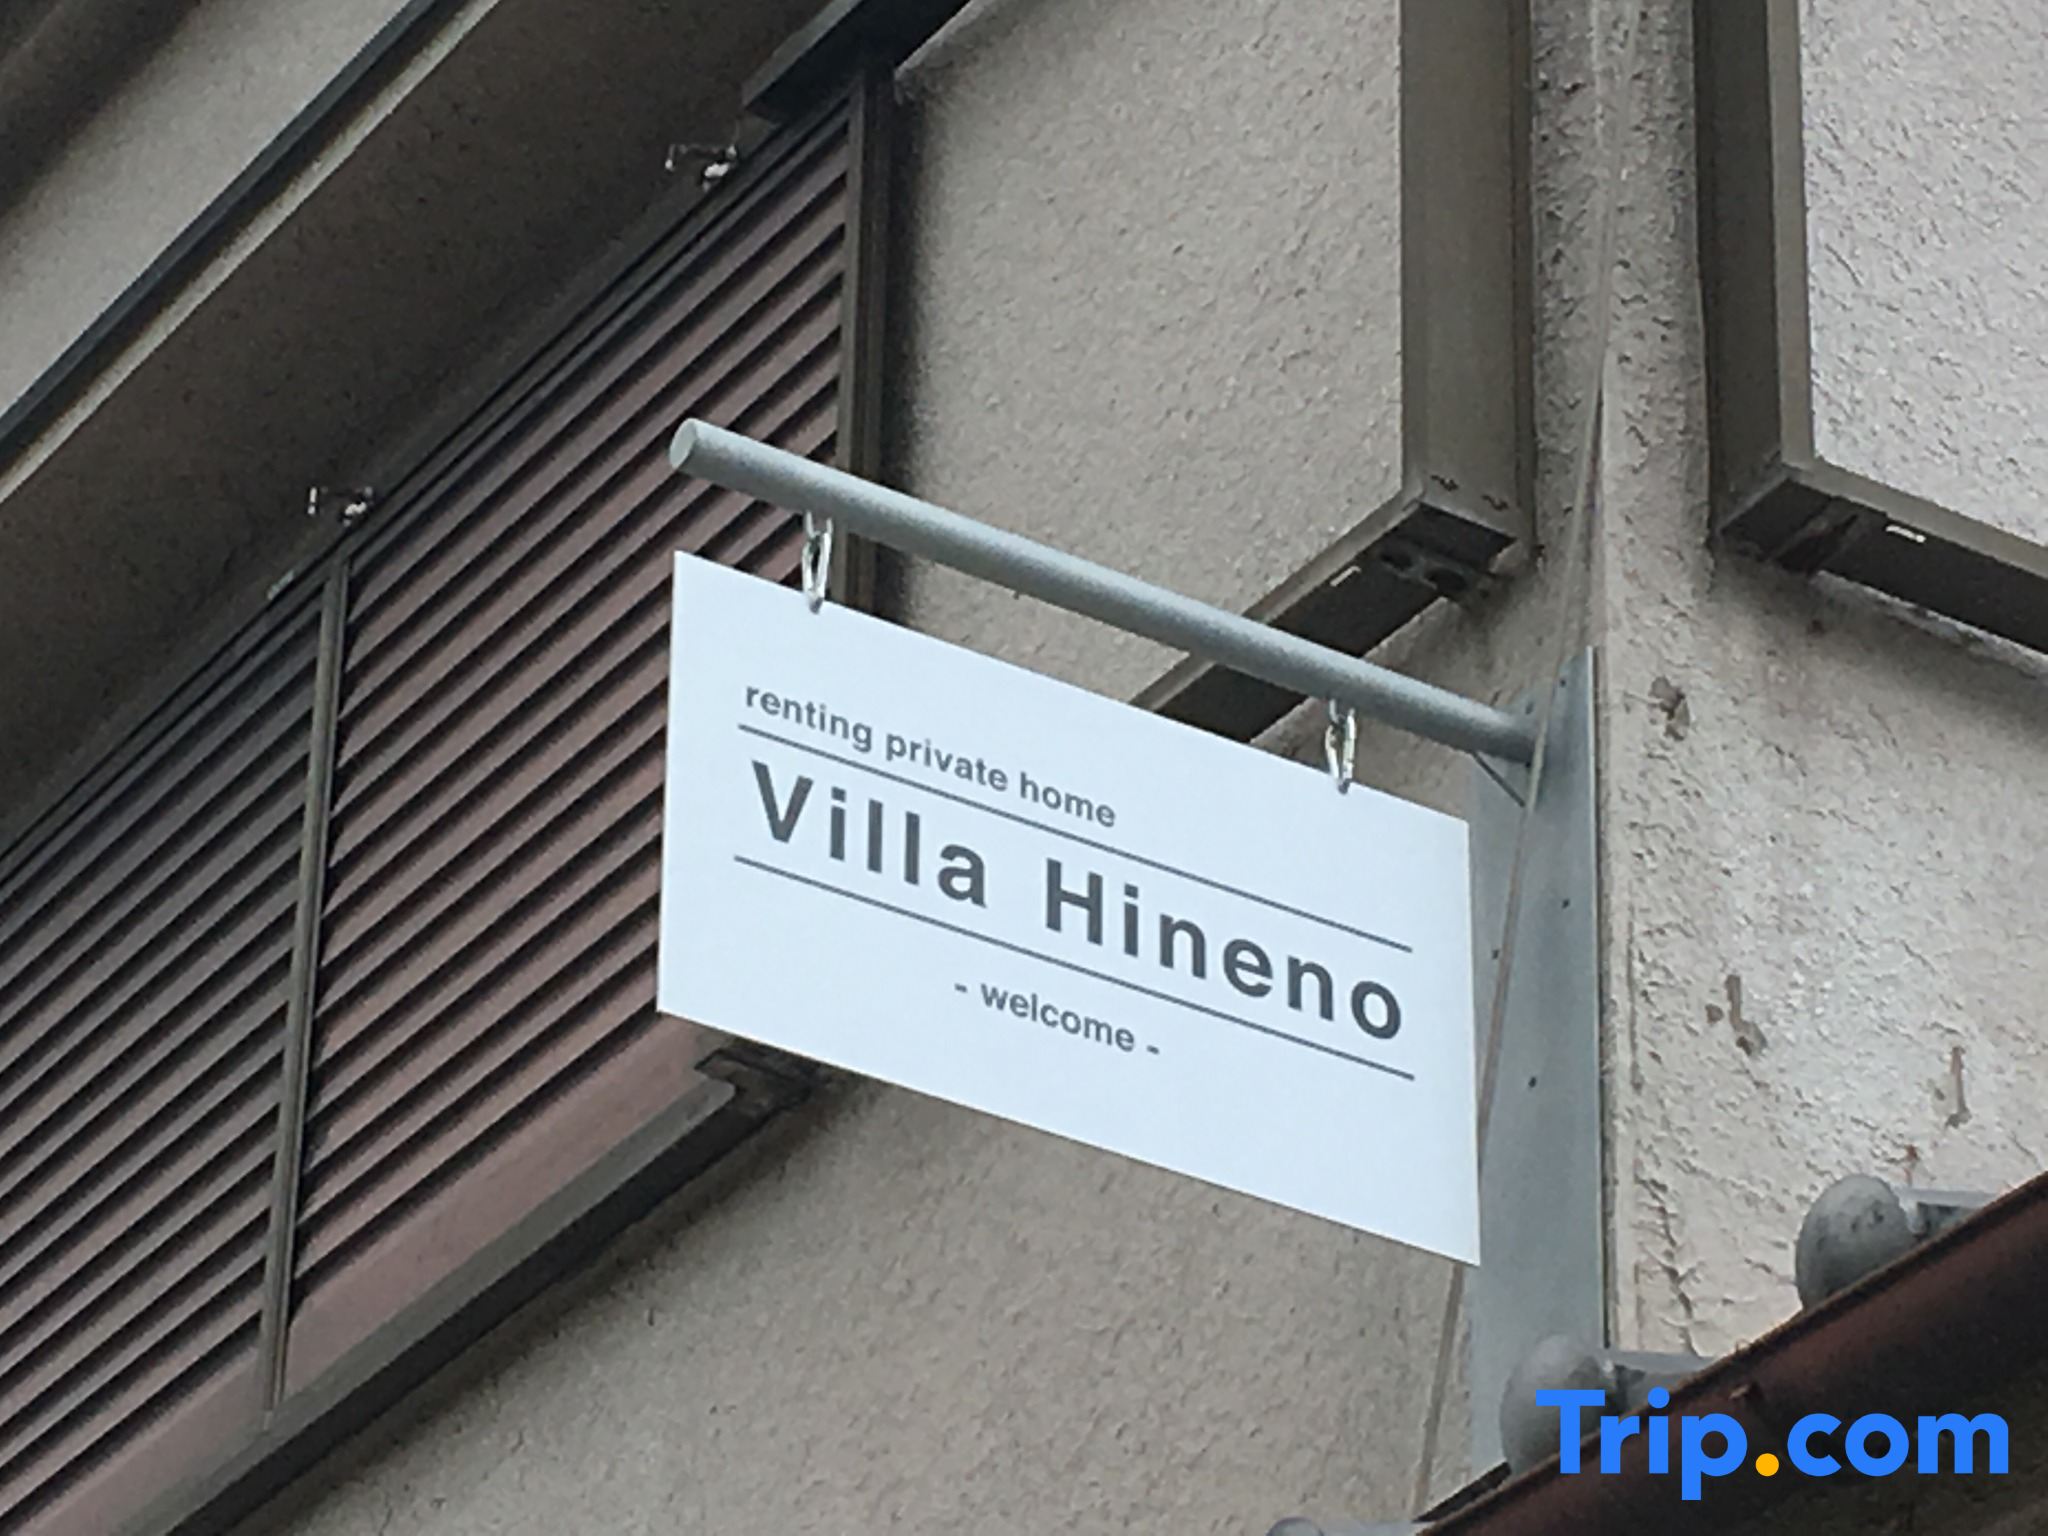 renting private home
Villa Hineno
- welcome -
Trip.com